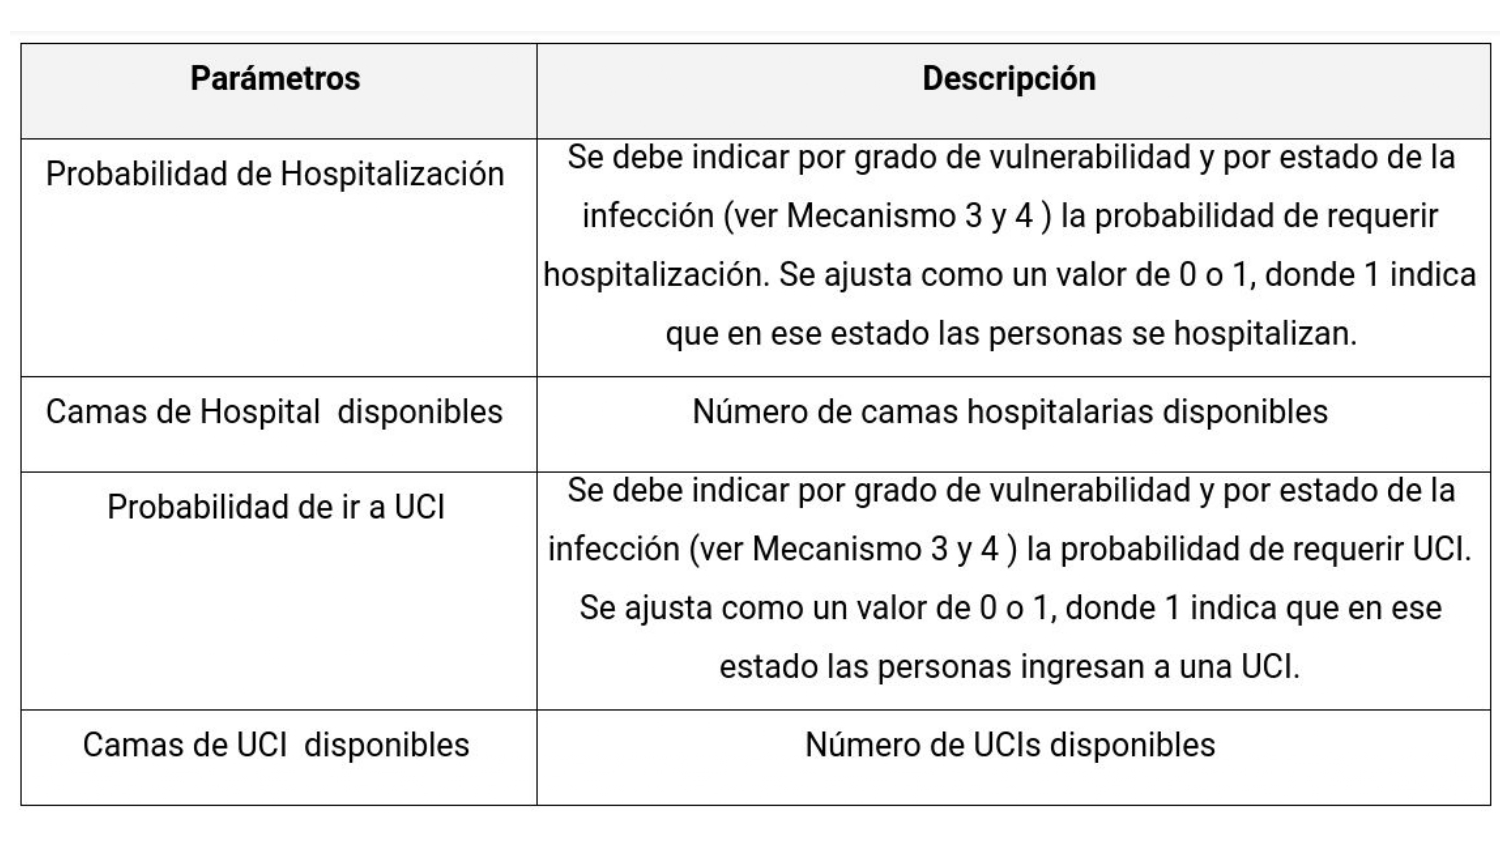 Parámetros
Descripción
Probabilidad de Hospitalización
Se debe indicar por grado de vulnerabilidad y por estado de la
infección (ver Mecanismo 3 y 4 ) la probabilidad de requerir
hospitalización. Se ajusta como un valor de 0 o 1, donde 1 indica
que en ese estado las personas se hospitalizan.
Camas de Hospital  disponibles
Número de camas hospitalarias disponibles
Probabilidad de ir a UCI
Se debe indicar por grado de vulnerabilidad y por estado de la
infección (ver Mecanismo 3 y 4 ) la probabilidad de requerir UCI.
Se ajusta como un valor de 0 o 1, donde 1 indica que en ese
estado las personas ingresan a una UCI.
Camas de UCI  disponibles
Número de UCIs disponibles